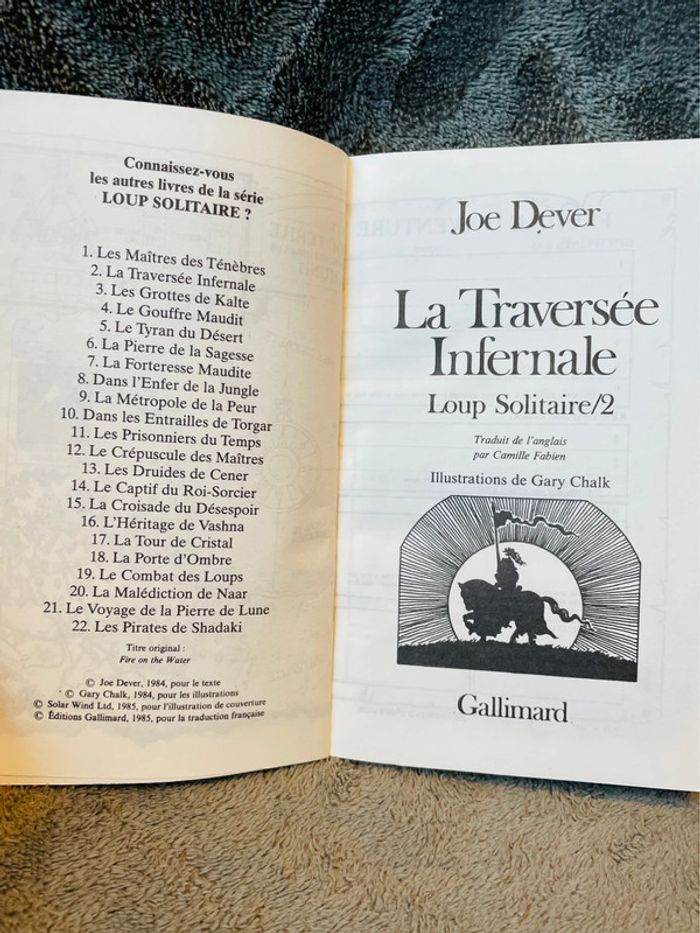 Connaissez-vous
les autres livres de la série
LOUP SOLITAIRE ?
1. Les Maîtres des Ténèbres
2. La Traversée Infernale
3. Les Grottes de Kalte
4. Le Gouffre Maudit
5. Le Tyran du Désert
6. La Pierre de la Sagesse
7. La Forteresse Maudite
8. Dans l'Enfer de la Jungle
9. La Métropole de la Peur
10. Dans les Entrailles de Torgar
11. Les Prisonniers du Temps
12. Le Crépuscule des Maîtres
13. Les Druides de Cener
14. Le Captif du Roi-Sorcier
15. La Croisade du Désespoir
16. L'Héritage de Vashna
17. La Tour de Cristal
18. La Porte d'Ombre
19. Le Combat des Loups
20. La Malédiction de Naar
21. Le Voyage de la Pierre de Lune
22. Les Pirates de Shadaki
Titre original :
Fire on the Water
© Joe Dever, 1984, pour le texte
© Gary Chalk, 1984, pour les illustrations
© Solar Wind Ltd, 1985, pour l'illustration de couverture
© Éditions Gallimard, 1985, pour la traduction française
Joe Dever
La Traversée
Infernale
Loup Solitaire/2
Traduit de l'anglais
par Camille Fabien
Illustrations de Gary Chalk
Gallimard